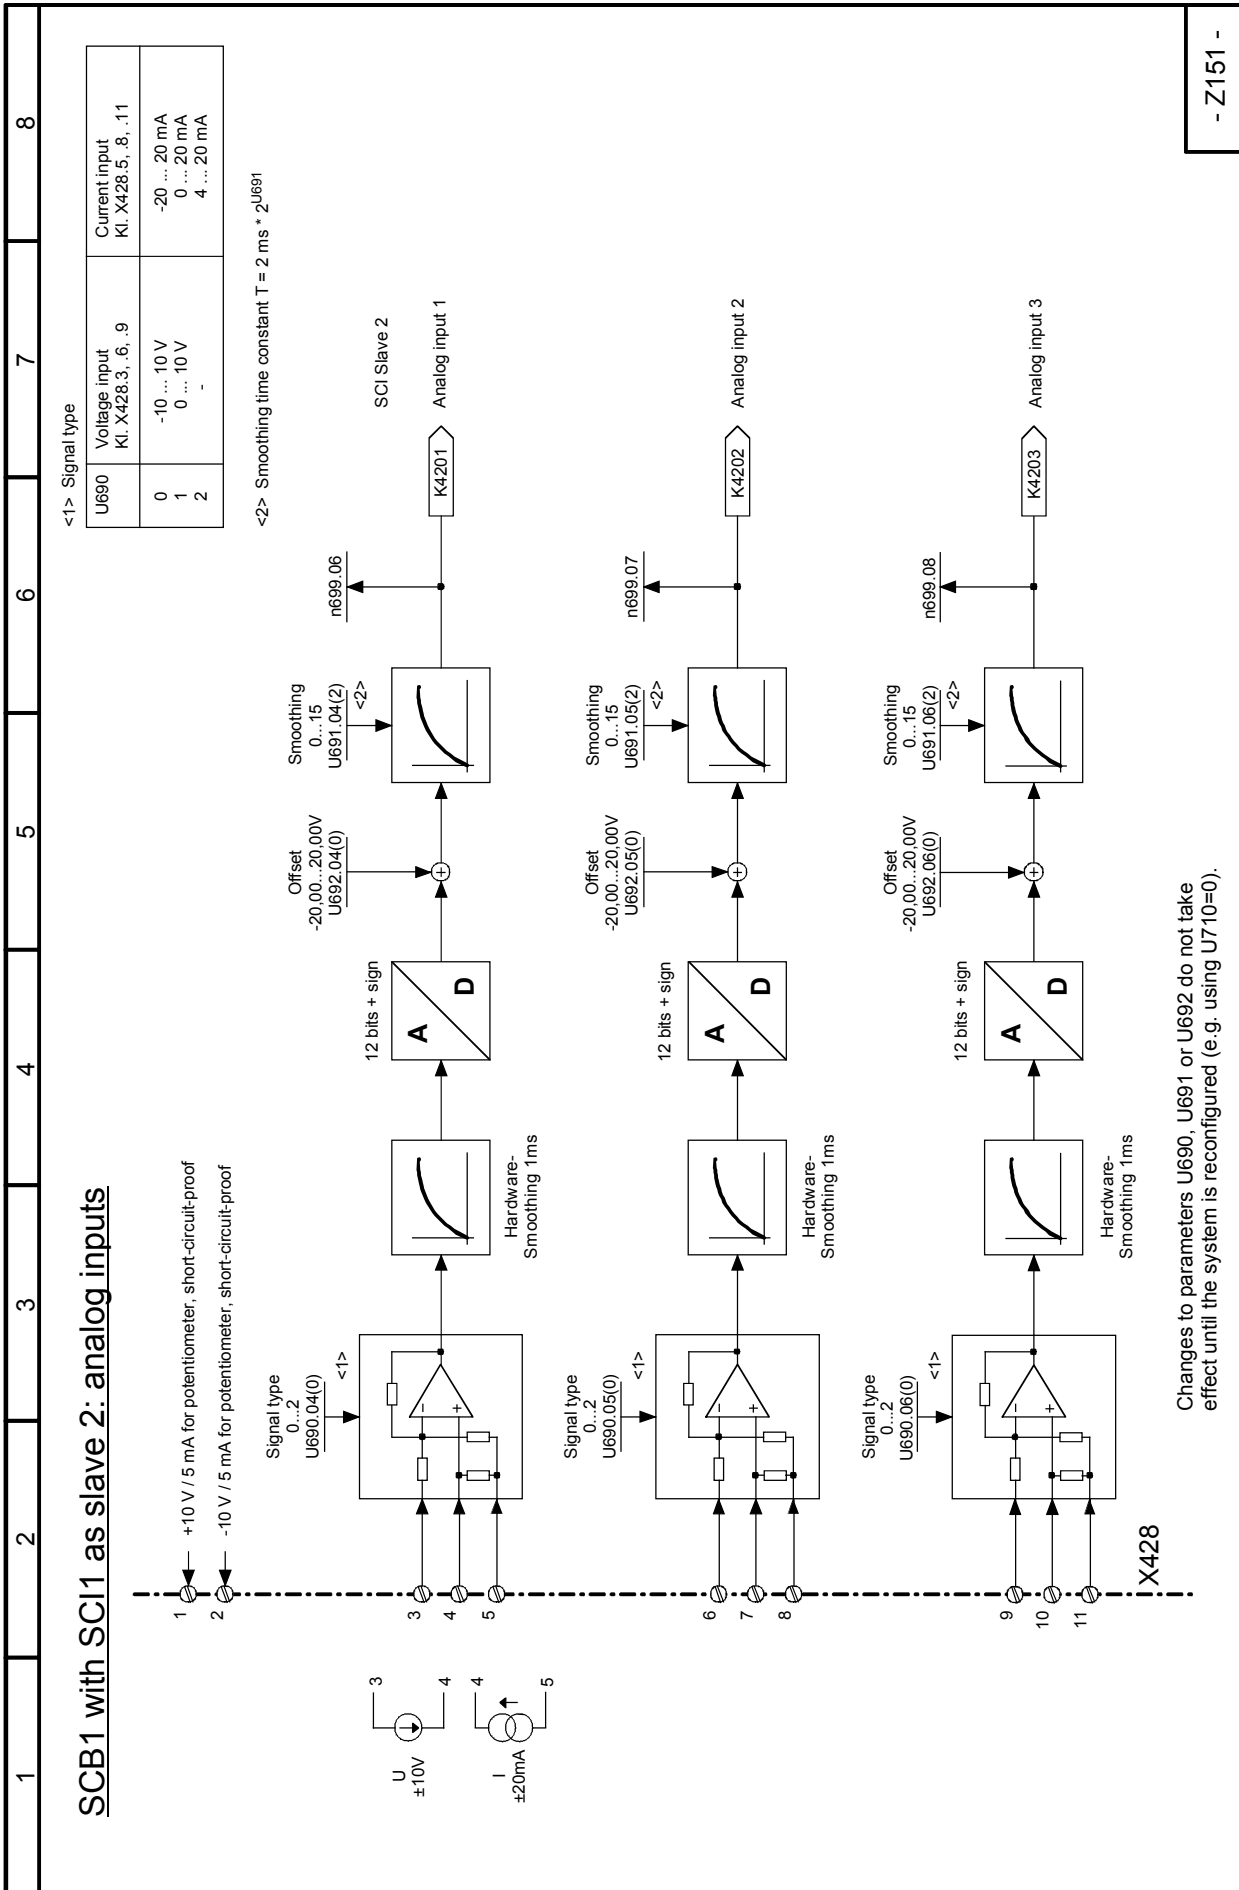 1
2
3
4
5
6
7
8
SCB1 with SCI1 as slave 2: analog inputs
<1> Signal type
U690
Voltage input
Kl. X428.3, .6, .9
Current input
Kl. X428.5, .8, .11
0
-10 ... 10 V
-20 ... 20 mA
1
0 ... 10 V
0 ... 20 mA
2
-
4 ... 20 mA
<2> Smoothing time constant T = 2 ms * 2U691
1
+10 V / 5 mA for potentiometer, short-circuit-proof
2
-10 V / 5 mA for potentiometer, short-circuit-proof
SCI Slave 2
U
±10V
3
4
I
±20mA
4
5
3
4
5
Signal type
0...2
U690.04(0)
<1>
-
+
Hardware-
Smoothing 1ms
12 bits + sign
A
D
Offset
-20,00...20,00V
U692.04(0)
+
Smoothing
0...15
U691.04(2)
<2>
n699.06
K4201
Analog input 1
6
7
8
Signal type
0...2
U690.05(0)
<1>
-
+
Hardware-
Smoothing 1ms
12 bits + sign
A
D
Offset
-20,00...20,00V
U692.05(0)
+
Smoothing
0...15
U691.05(2)
<2>
n699.07
K4202
Analog input 2
9
10
11
Signal type
0...2
U690.06(0)
<1>
-
+
Hardware-
Smoothing 1ms
12 bits + sign
A
D
Offset
-20,00...20,00V
U692.06(0)
+
Smoothing
0...15
U691.06(2)
<2>
n699.08
K4203
Analog input 3
X428
Changes to parameters U690, U691 or U692 do not take
effect until the system is reconfigured (e.g. using U710=0).
- Z151 -